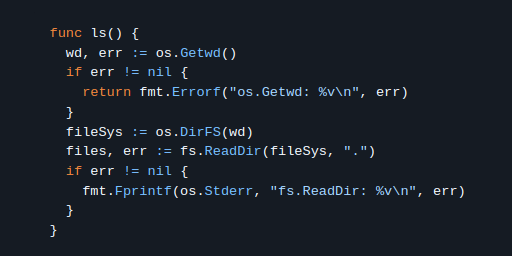 func ls() {
  wd, err := os.Getwd()
  if err != nil {
    return fmt.Errorf("os.Getwd: %v\n", err)
  }
  fileSys := os.DirFS(wd)
  files, err := fs.ReadDir(fileSys, ".")
  if err != nil {
    fmt.Fprintf(os.Stderr, "fs.ReadDir: %v\n", err)
  }
}